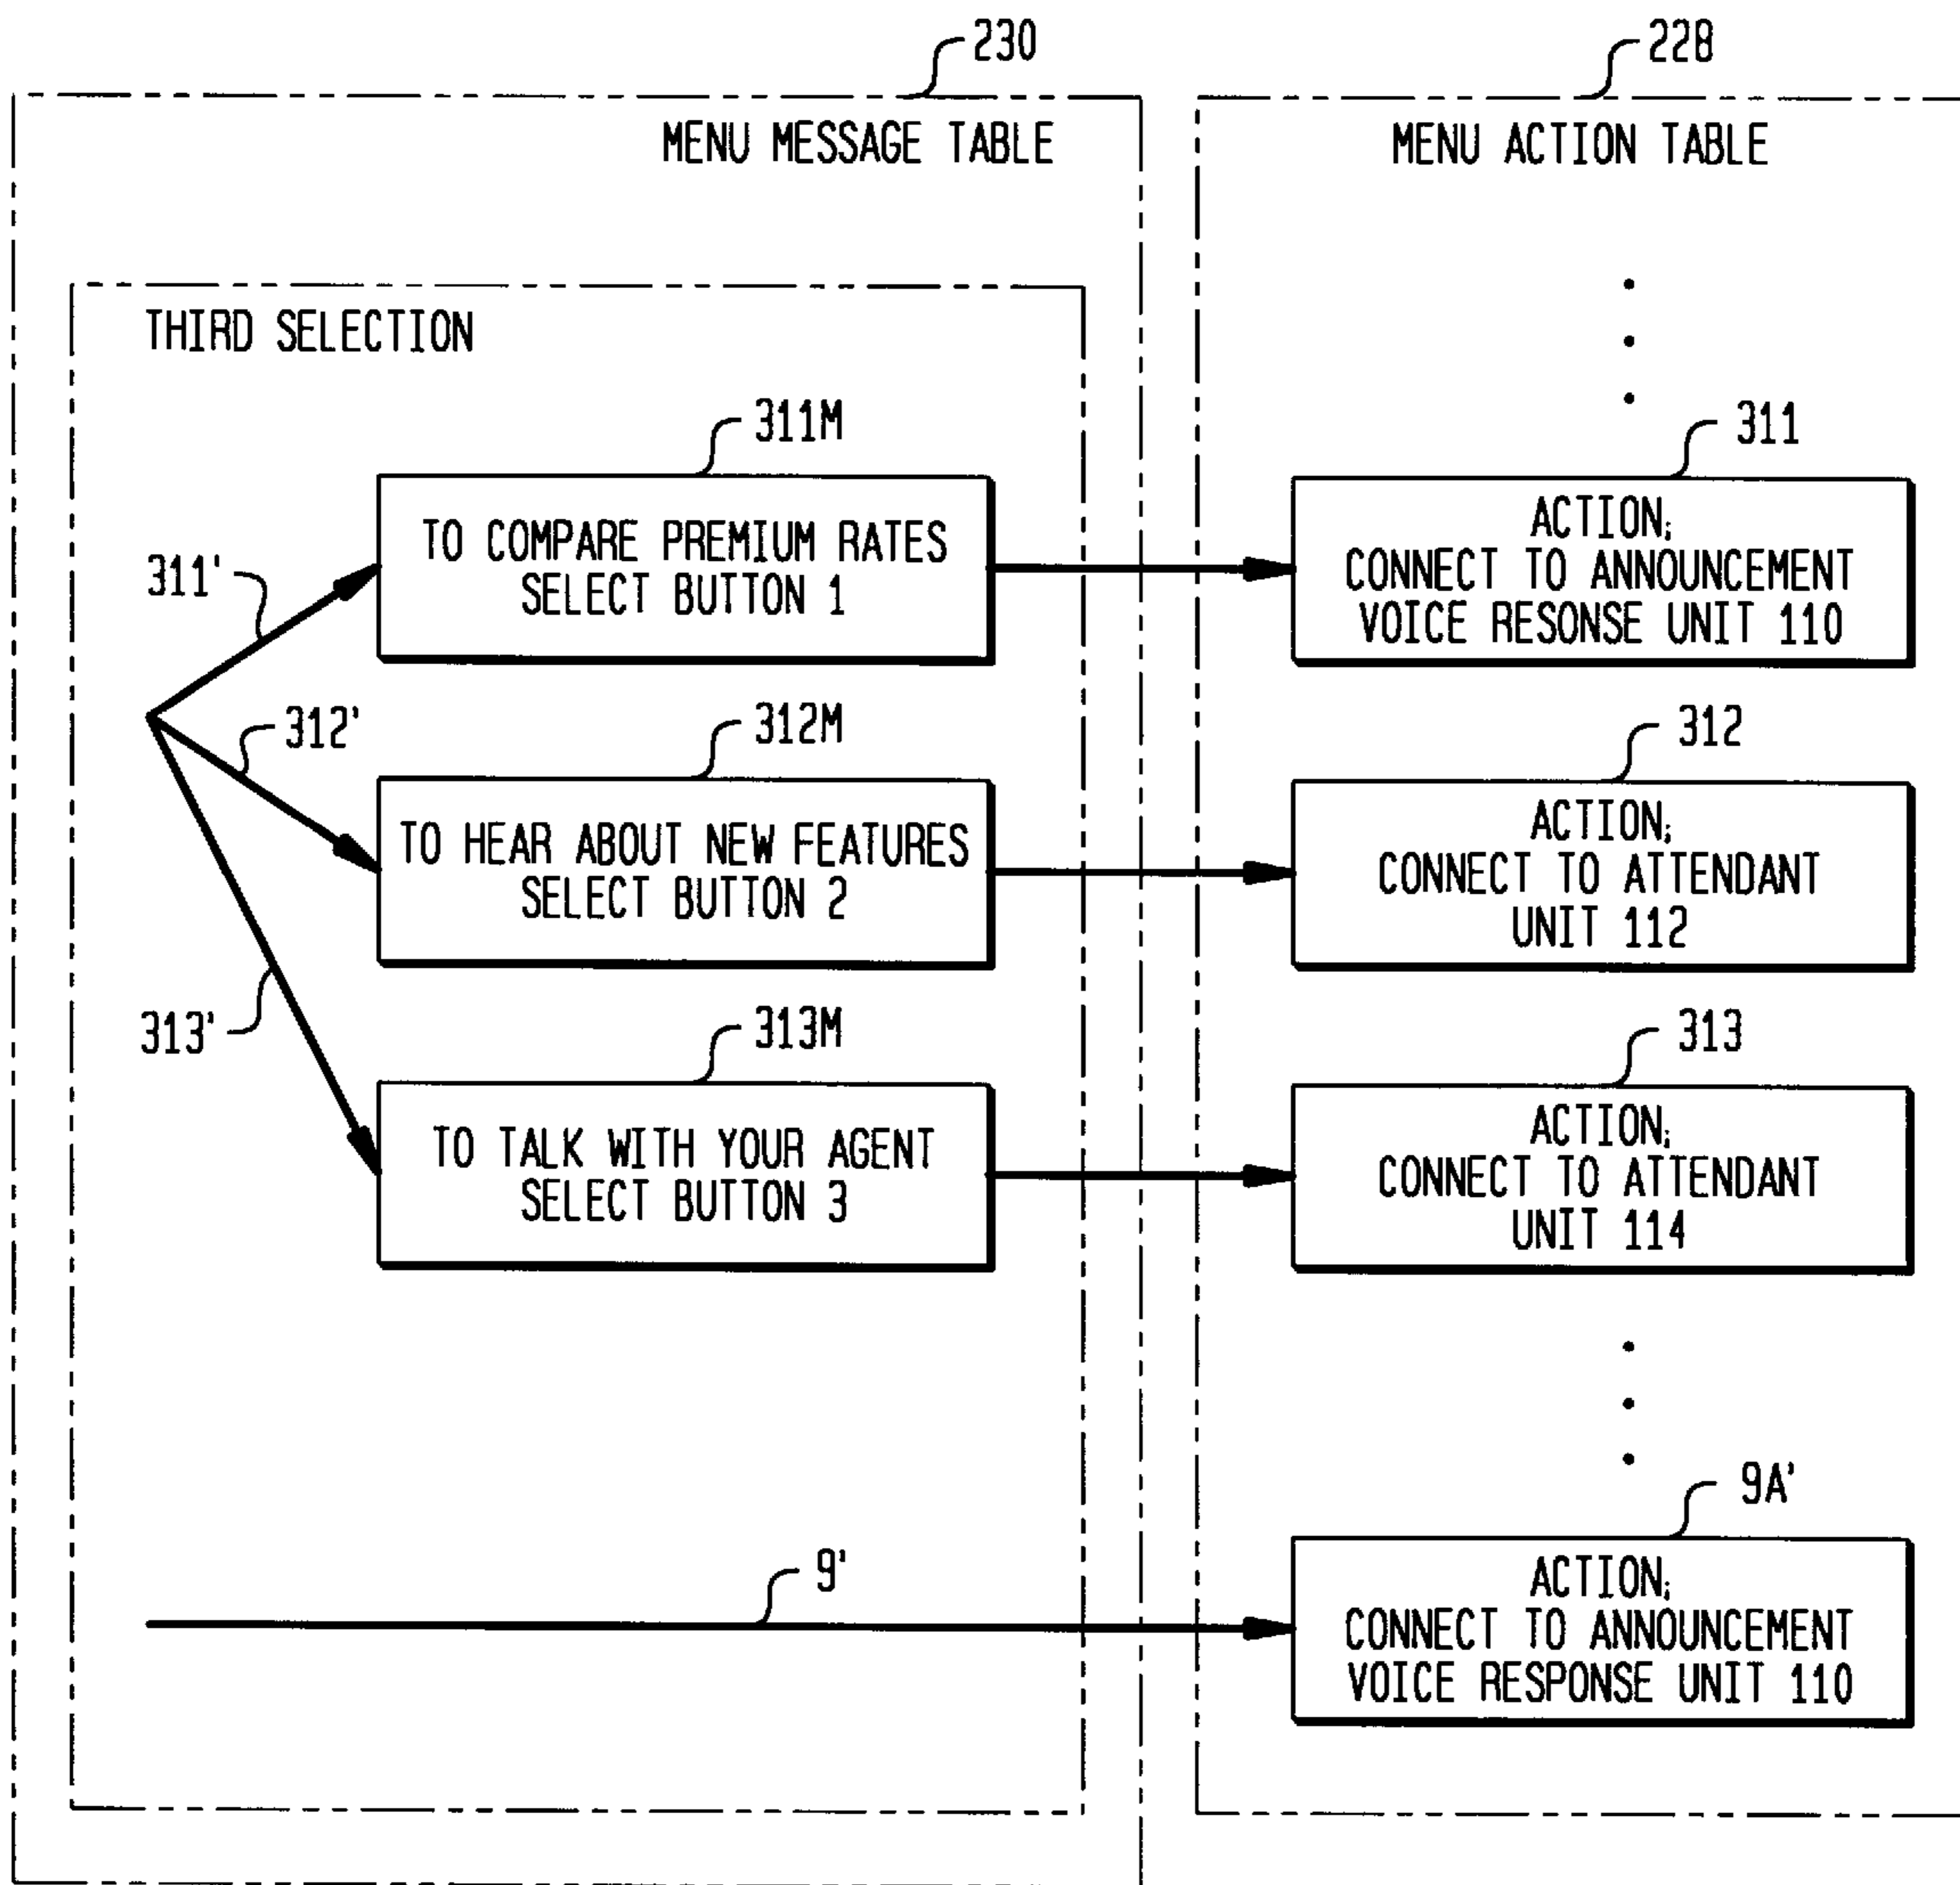 230
228
MENU MESSAGE TABLE
MENU ACTION TABLE
THIRD SELECTION
311M
311
TO COMPARE PREMIUM RATES
SELECT BUTTON 1
ACTION;
CONNECT TO ANNOUNCEMENT
VOICE RESONSE UNIT 110
311'
312'
312M
312
TO HEAR ABOUT NEW FEATURES
SELECT BUTTON 2
ACTION;
CONNECT TO ATTENDANT
UNIT 112
313'
313M
313
TO TALK WITH YOUR AGENT
SELECT BUTTON 3
ACTION;
CONNECT TO ATTENDANT
UNIT 114
9'
9A'
ACTION;
CONNECT TO ANNOUNCEMENT
VOICE RESPONSE UNIT 110